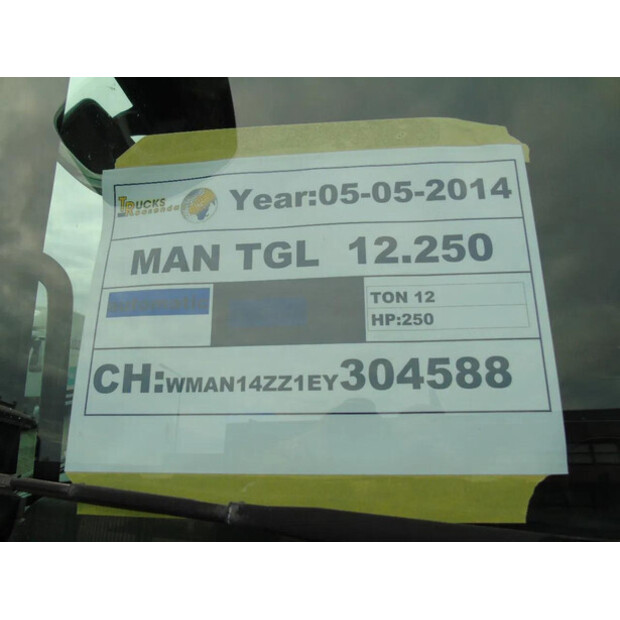 TRUCKS
Year:05-05-2014
MAN TGL 12.250
TON 12
HP:250
CH:WMAN14ZZ1EY304588